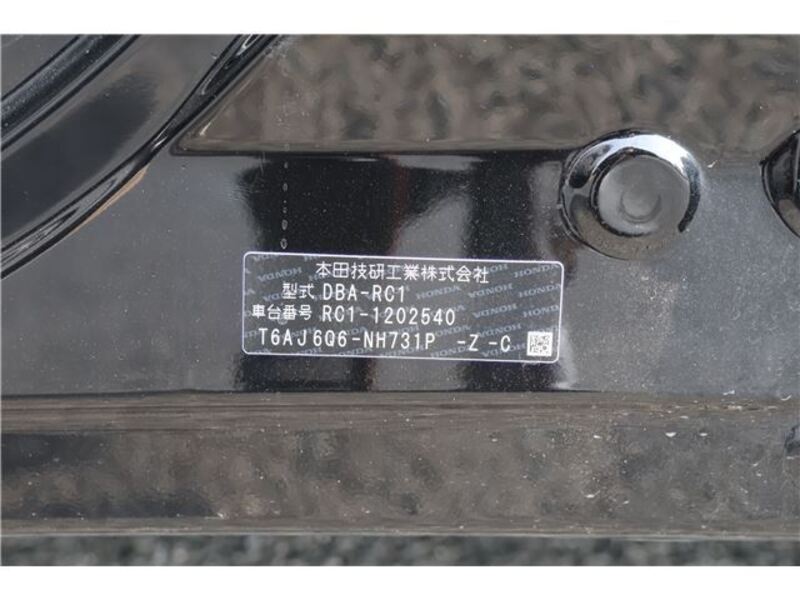 本田技研工業株式会社
型式 DBA-RC1
車台番号 RC1-1202540
T6AJ6Q6-NH731P -Z -C